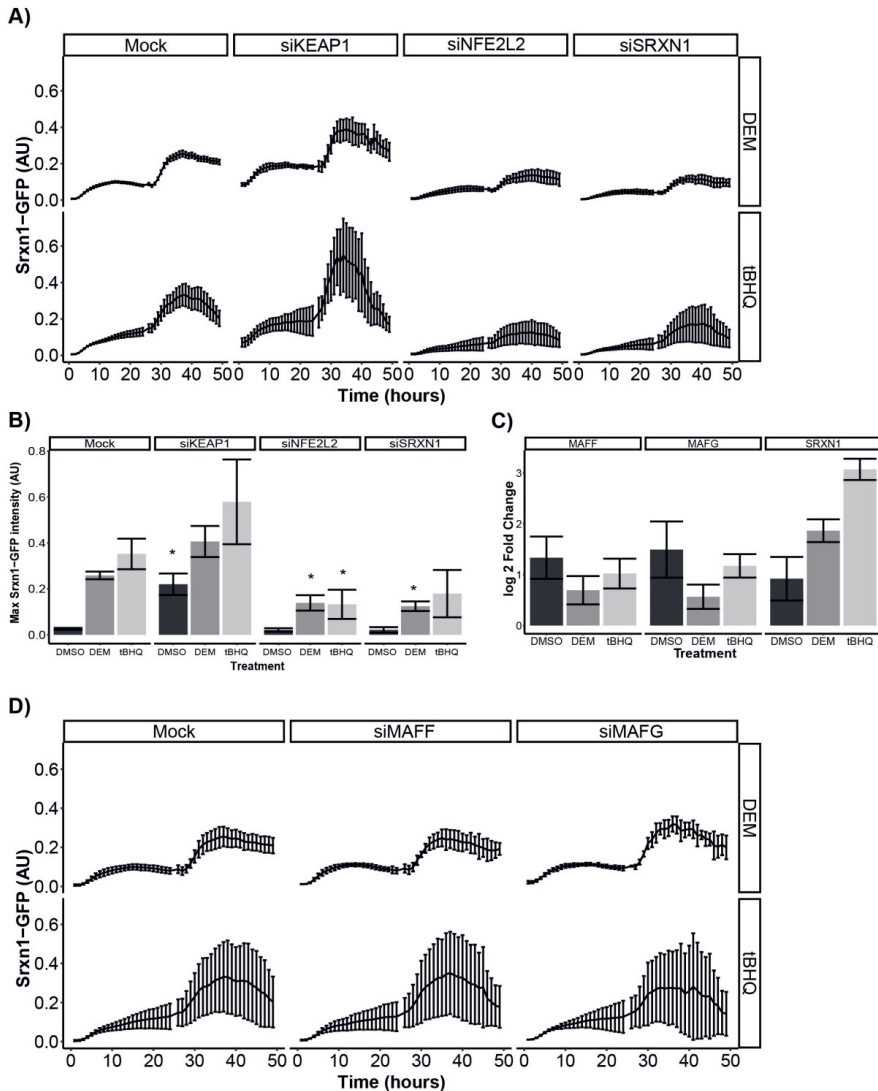 A)
Mock siKEAP1 siNFE2L2 siSRXN1
0.6
0.4
0.2
0.0
DEM
0.6
0.4
0.2
0.0
tBHQ
Srxn1-GFP (AU)
0 10 20 30 40 50 0 10 20 30 40 50 0 10 20 30 40 50 0 10 20 30 40 50
Time (hours)
B)
Mock siKEAP1 siNFE2L2 siSRXN1
0.8
0.6
0.4
0.2
0.0
Max Srxn1-GFP intensity (AU)
*
* *
*
DMSO DEM tBHQ DMSO DEM tBHQ DMSO DEM tBHQ DMSO DEM tBHQ
Treatment
C)
MAFF MAFG SRXN1
3
2
1
0
log 2 Fold Change
DMSO DEM tBHQ DMSO DEM tBHQ DMSO DEM tBHQ
Treatment
D)
Mock siMAFF siMAFG
0.6
0.4
0.2
0.0
DEM
0.6
0.4
0.2
0.0
tBHQ
Srxn1-GFP (AU)
0 10 20 30 40 50 0 10 20 30 40 50 0 10 20 30 40 50
Time (hours)